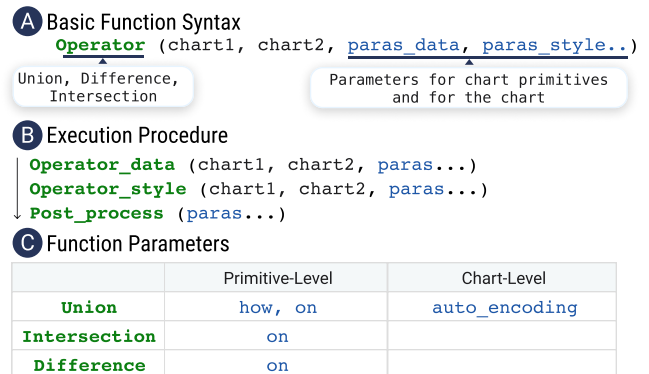 A Basic Function Syntax
Operator (chart1, chart2, paras_data, paras_style..)
Union, Difference,
Intersection
Parameters for chart primitives
and for the chart
B Execution Procedure
Operator_data (chart1, chart2, paras...)
Operator_style (chart1, chart2, paras...)
Post_process (paras...)
C Function Parameters
Primitive-Level Chart-Level
Union how, on auto_encoding
Intersection on
Difference on